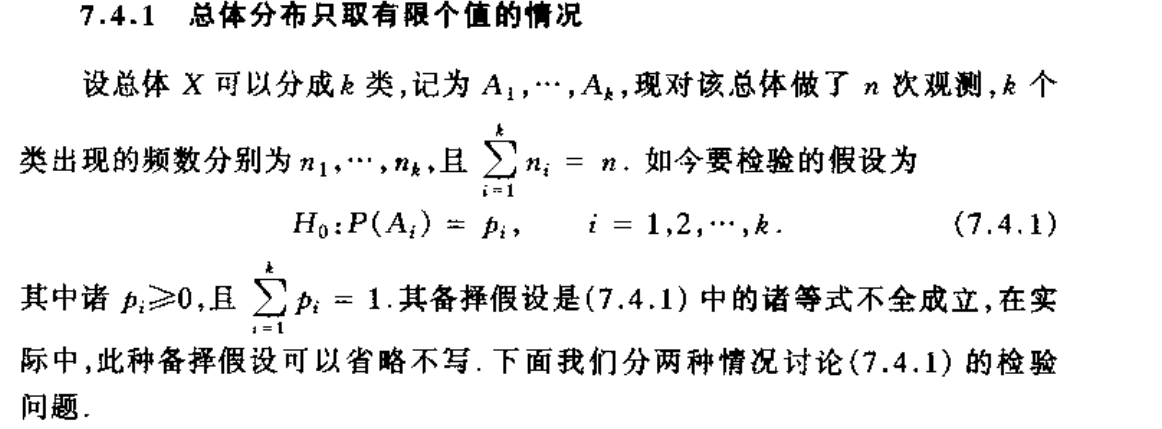 7.4.1 总体分布只取有限个值的情况
设总体 X 可以分成 k 类,记为 A₁,⋯,Aₖ,现对该总体做了 n 次观测,k 个
类出现的频数分别为 n₁,⋯,nₖ,且 $\sum_{i=1}^{k} n_i = n$. 如今要检验的假设为
H₀:P(Aᵢ) = pᵢ, i = 1,2,⋯,k. (7.4.1)
其中诸 pᵢ≥0,且 $\sum_{i=1}^{k} p_i = 1$.其备择假设是(7.4.1) 中的诸等式不全成立,在实
际中,此种备择假设可以省略不写.下面我们分两种情况讨论(7.4.1) 的检验
问题.